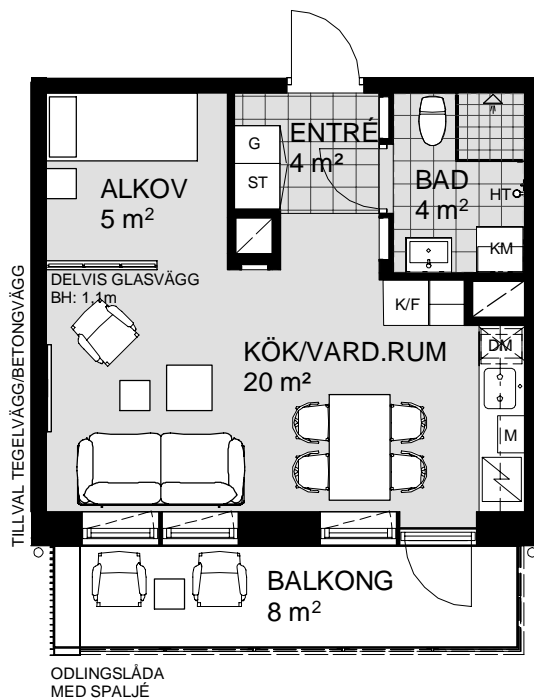 ENTRÉ
4 m²
G
ST
ALKOV
5 m²
BAD
4 m²
HT
KM
DELVIS GLASVÄGG
BH: 1.1m
K/F
KÖK/VARD.RUM
20 m²
DM
M
TILLVAL TEGELVÄGG/BETONGVÄGG
BALKONG
8 m²
ODLINGSLÅDA
MED SPALJÉ